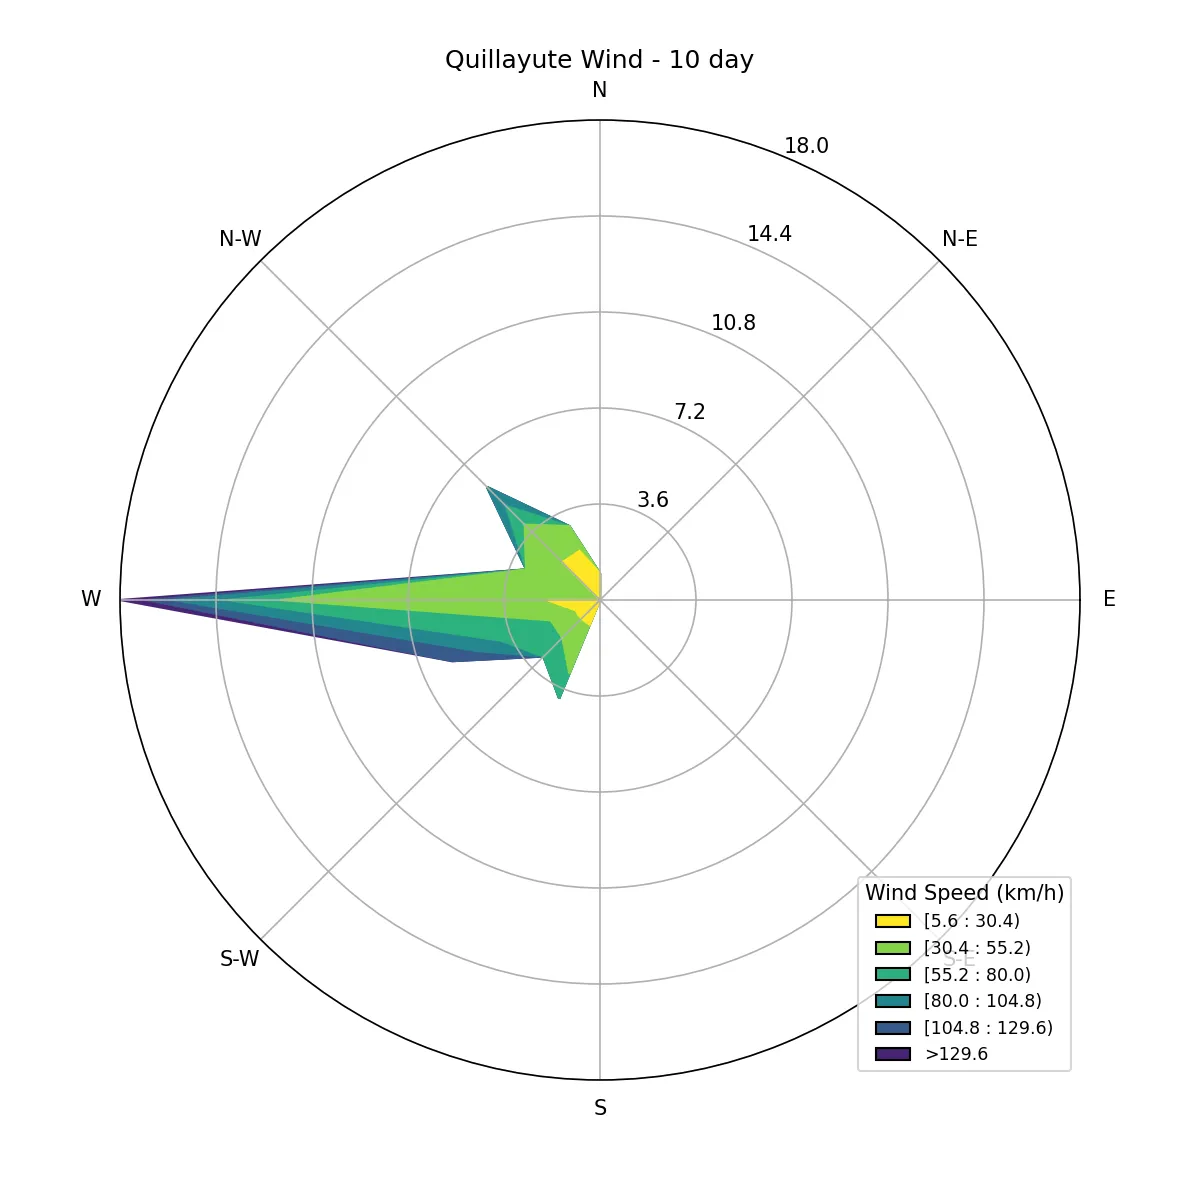 Quillayute Wind - 10 day
N
18.0
14.4
N-W
N-E
10.8
7.2
3.6
W
E
S-W
S-E
Wind Speed (km/h)
[5.6 : 30.4)
[30.4 : 55.2)
[55.2 : 80.0)
[80.0 : 104.8)
[104.8 : 129.6)
>129.6
S